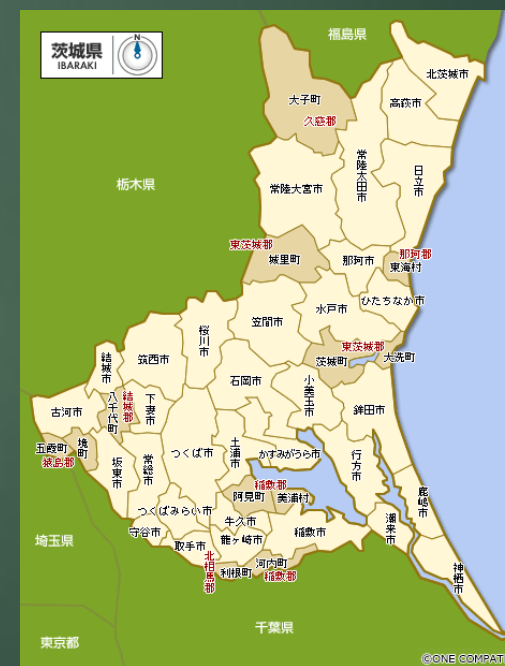 福島県
茨城県
IBARAKI
N
北茨城市
大子町
高萩市
久慈郡
常陸太田市
日立市
栃木県
常陸大宮市
東茨城郡
城里町
那珂市
那珂郡
東海村
ひたちなか市
水戸市
笠間市
桜川市
東茨城郡
茨城町
大洗町
筑西市
結城市
石岡市
小美玉市
鉾田市
古河市
八千代町
結城郡
下妻市
五霞町
境町
猿島郡
坂東市
常総市
つくば市
土浦市
かすみがうら市
行方市
稲敷郡
阿見町
美浦村
鹿嶋市
つくばみらい市
牛久市
潮来市
守谷市
取手市
龍ヶ崎市
稲敷市
神栖市
埼玉県
北相馬郡
利根町
河内町
稲敷郡
千葉県
東京都
©ONE COMPAT